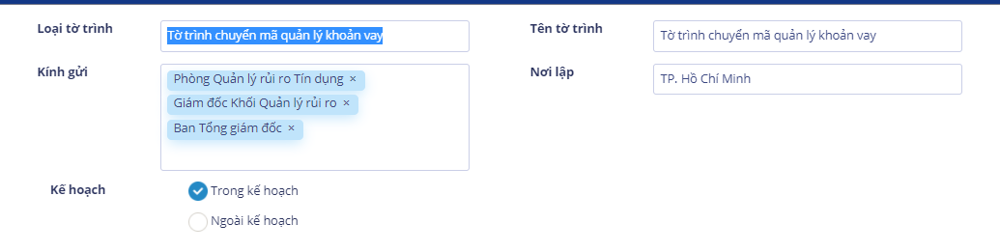 Loại tờ trình
Tờ trình chuyển mã quản lý khoản vay
Tên tờ trình
Tờ trình chuyển mã quản lý khoản vay
Kính gửi
Phòng Quản lý rủi ro Tín dụng ×
Giám đốc Khối Quản lý rủi ro ×
Ban Tổng giám đốc ×
Nơi lập
TP. Hồ Chí Minh
Kế hoạch
Trong kế hoạch
Ngoài kế hoạch